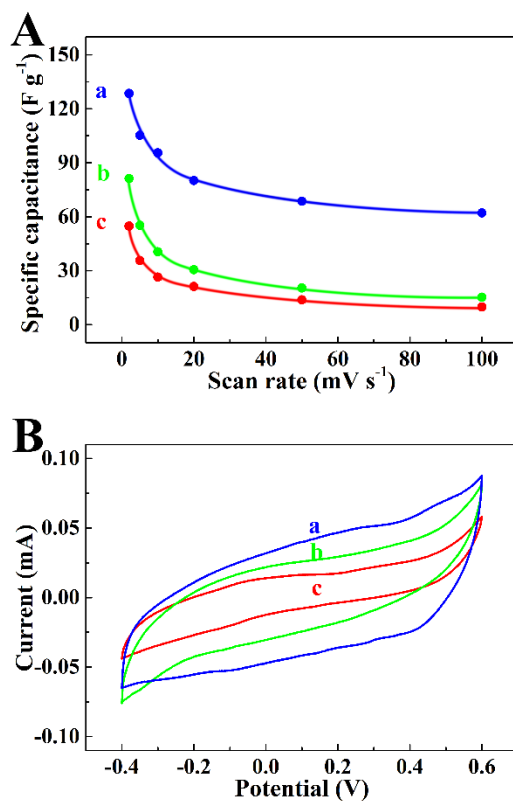 A
Specific capacitance (F g⁻¹)
150
120
90
60
30
0
a
b
c
0 20 40 60 80 100
Scan rate (mV s⁻¹)
B
Current (mA)
0.10
0.05
0.00
-0.05
-0.10
a
b
c
-0.4 -0.2 0.0 0.2 0.4 0.6
Potential (V)